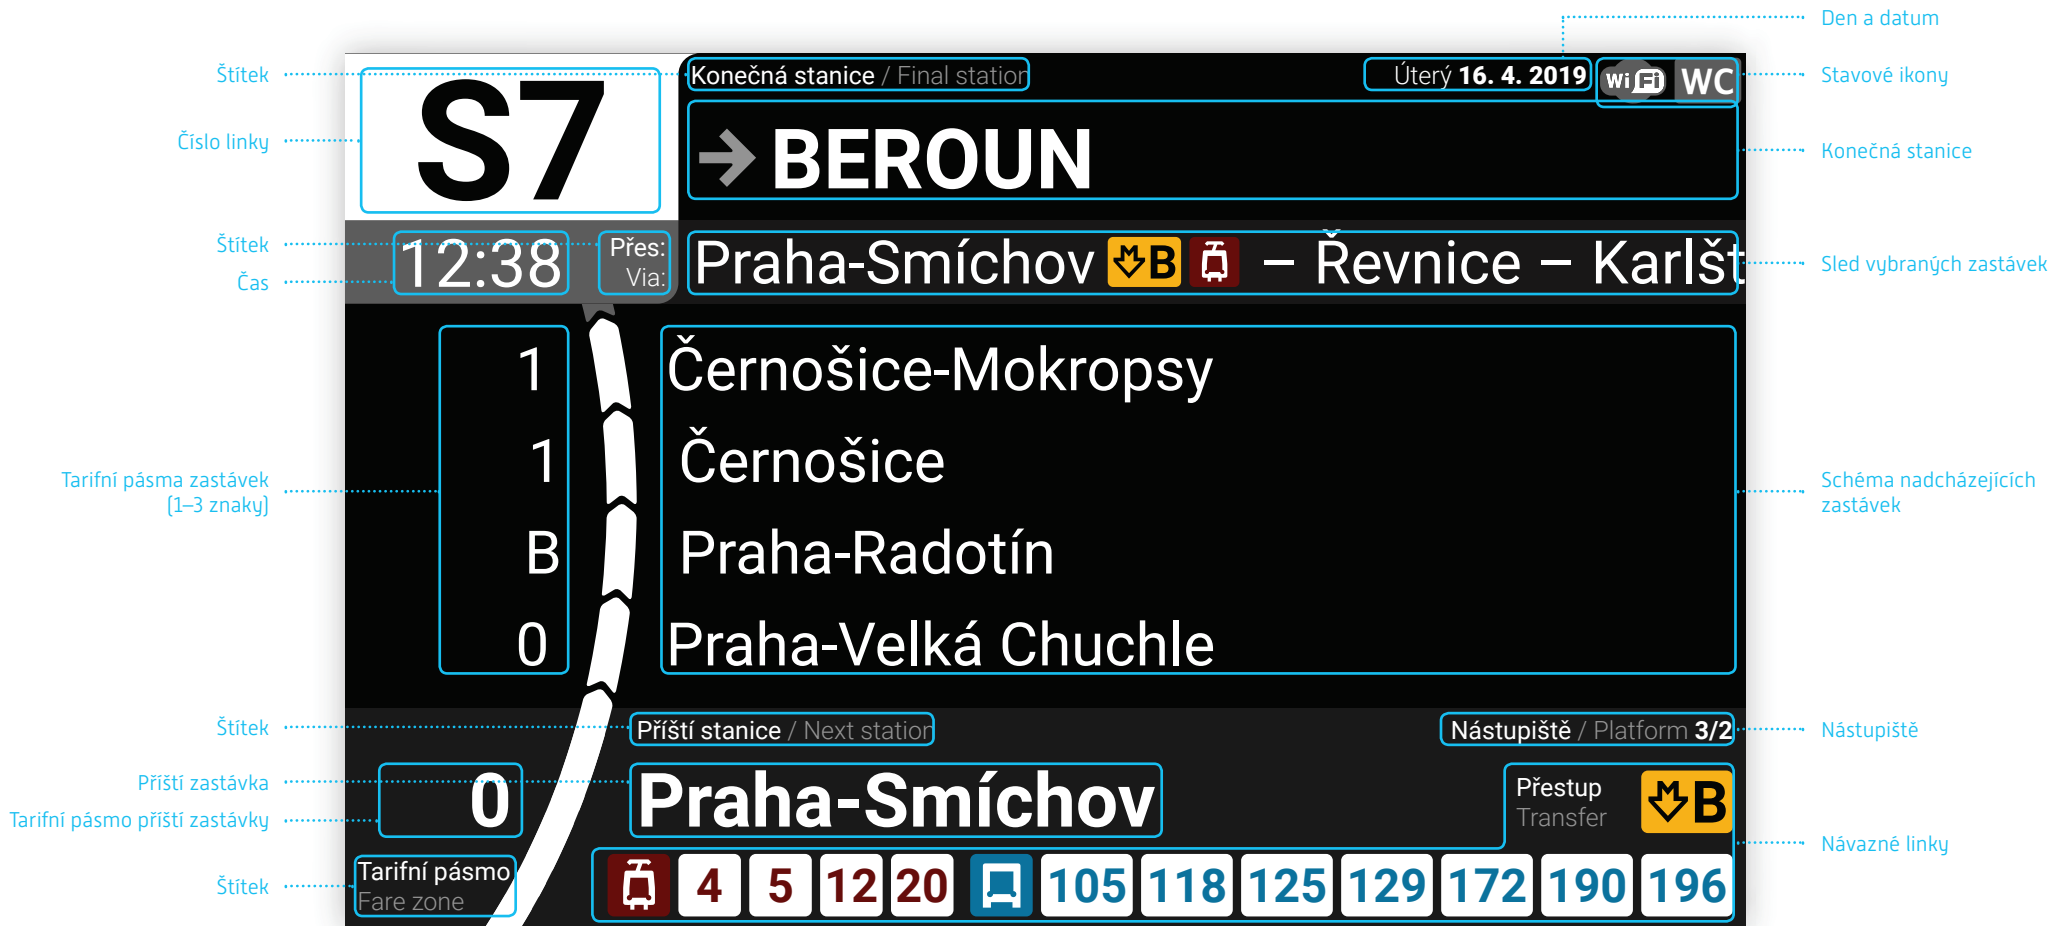 Den a datum
Štítek
Konečná stanice / Final station
Úterý 16. 4. 2019
WiFi
WC
Stavové ikony
Číslo linky
S7
BEROUN
Konečná stanice
Štítek
Čas
12:38
Přes:
Via:
Praha-Smíchov B – Řevnice – Karlšt
Sled vybraných zastávek
1 Černošice-Mokropsy
1 Černošice
B Praha-Radotín
0 Praha-Velká Chuchle
Tarifní pásma zastávek
(1–3 znaky)
Schéma nadcházejících
zastávek
Štítek
Příští stanice / Next station
Nástupiště / Platform 3/2
Nástupiště
Příští zastávka
Tarifní pásmo příští zastávky
0
Praha-Smíchov
Přestup
Transfer
B
Návazné linky
Štítek
Tarifní pásmo
Fare zone
4 5 12 20 105 118 125 129 172 190 196